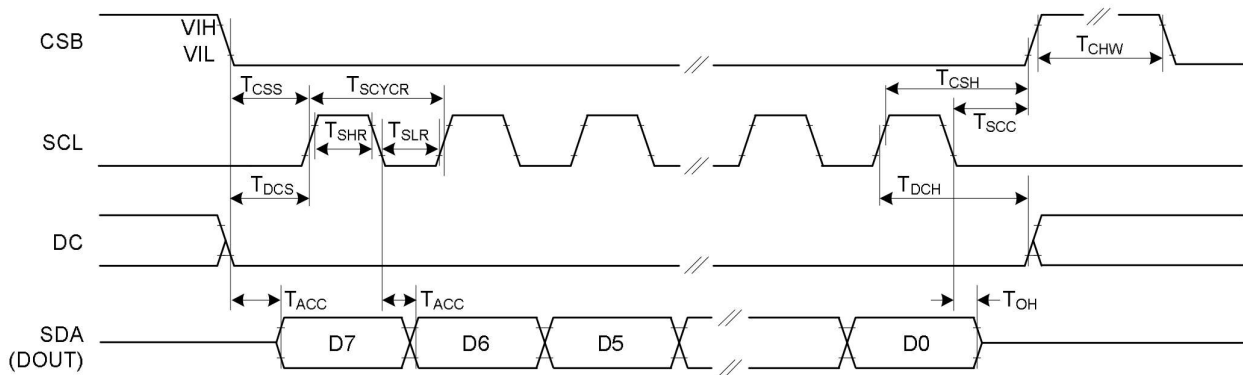 CSB
VIH
VIL
TCHW
TCSS
TSCYCR
TCSH
TSCC
SCL
TSHR
TSLR
TDCS
TDCH
DC
TACC
TACC
TOH
SDA
(DOUT)
D7
D6
D5
D0